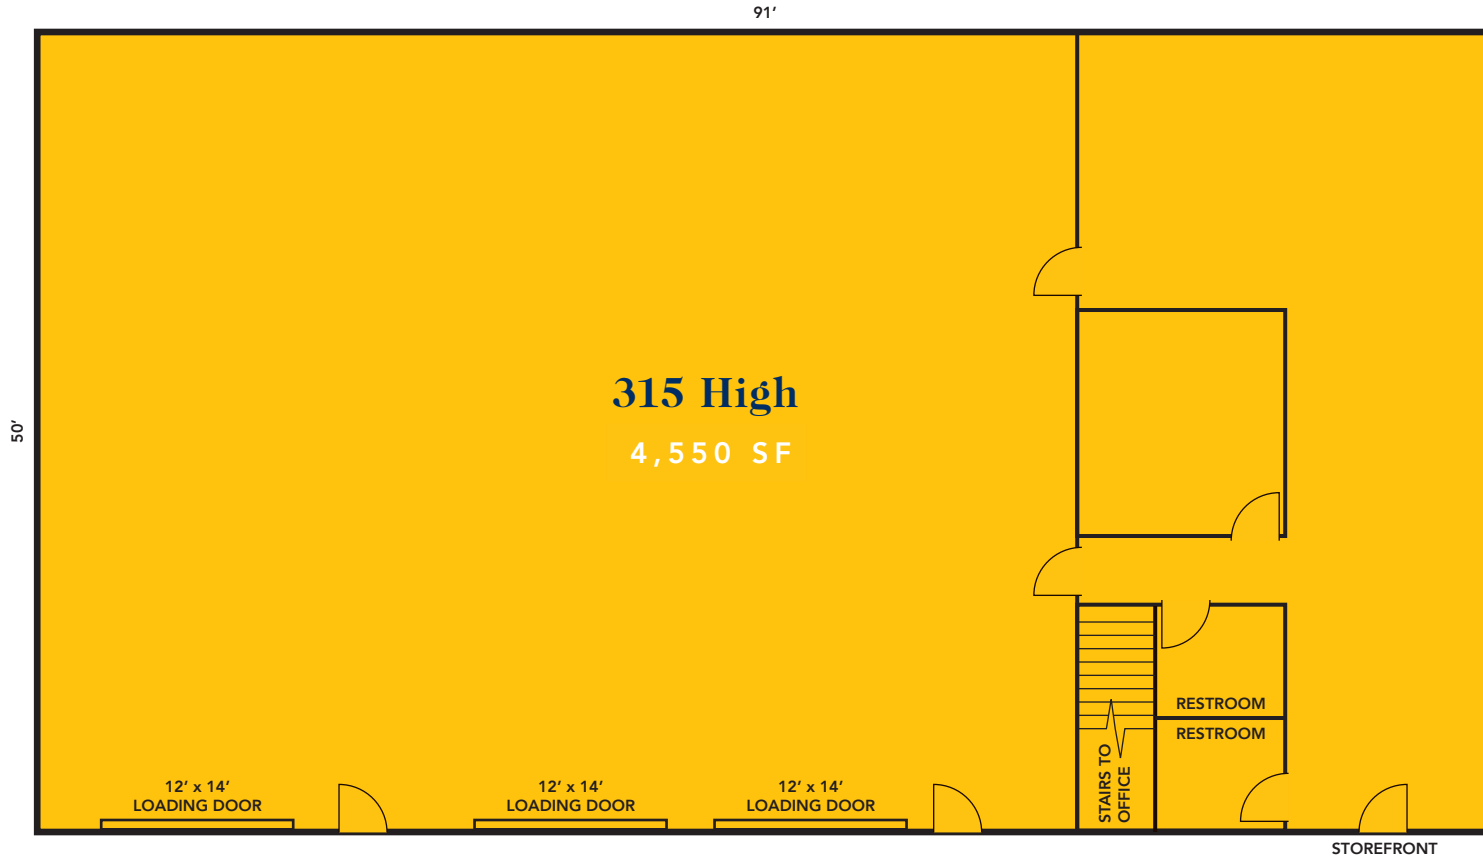 91’
50’
315 High
4,550 SF
RESTROOM
RESTROOM
STAIRS TO
OFFICE
12’ x 14’
LOADING DOOR
12’ x 14’
LOADING DOOR
12’ x 14’
LOADING DOOR
STOREFRONT